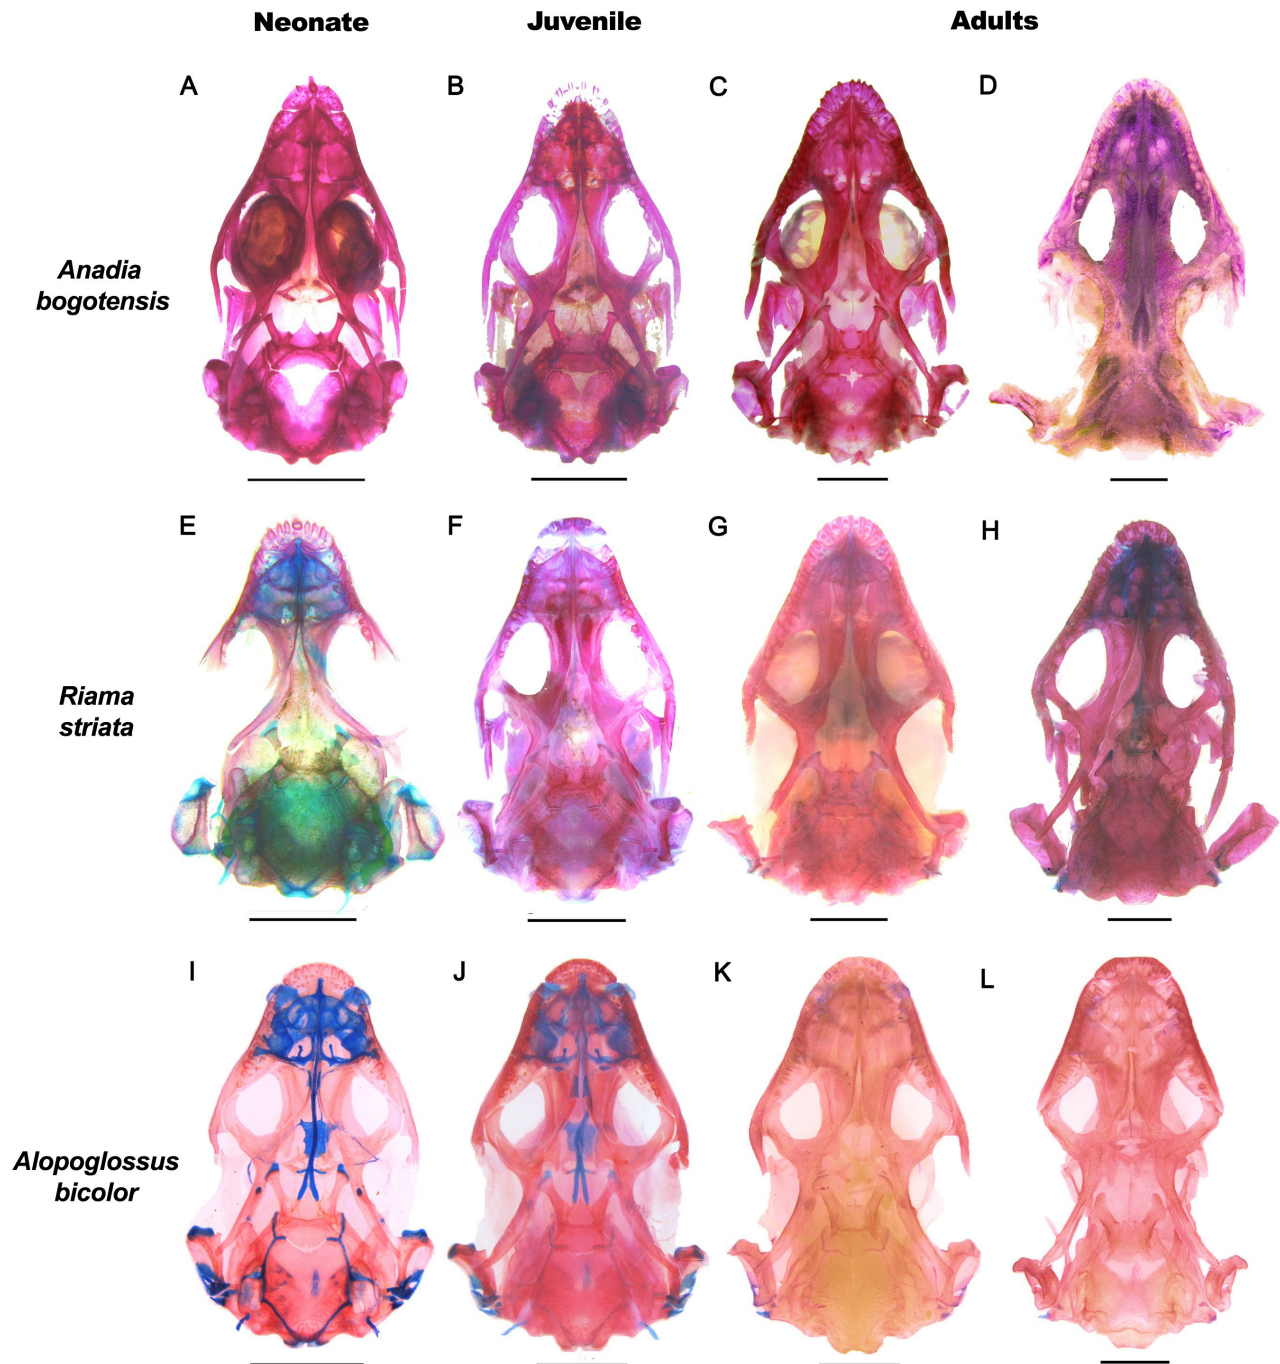 Neonate Juvenile Adults
A B C D
Anadia
bogotensis
E F G H
Riama
striata
I J K L
Alopoglossus
bicolor